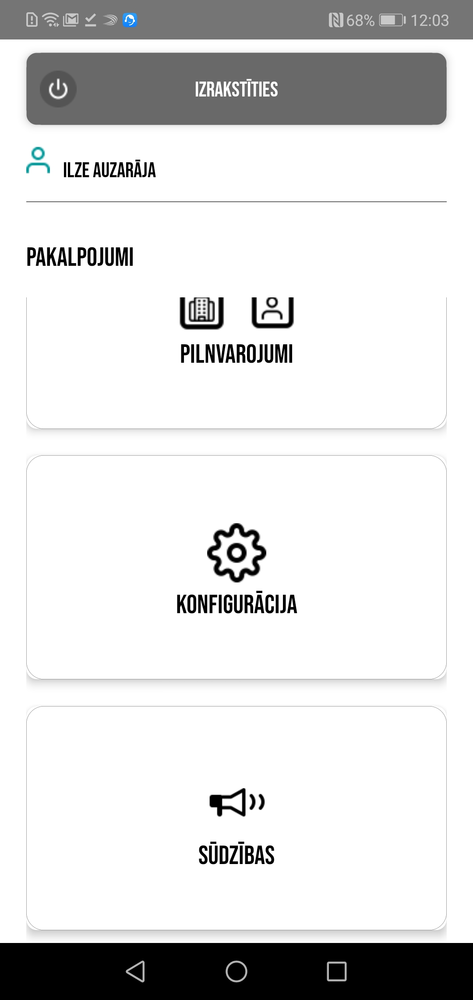 68% 12:03
IZRAKSTĪTIES
ILZE AUZARĀJA
PAKALPOJUMI
PILNVAROJUMI
KONFIGURĀCIJA
SŪDZĪBAS